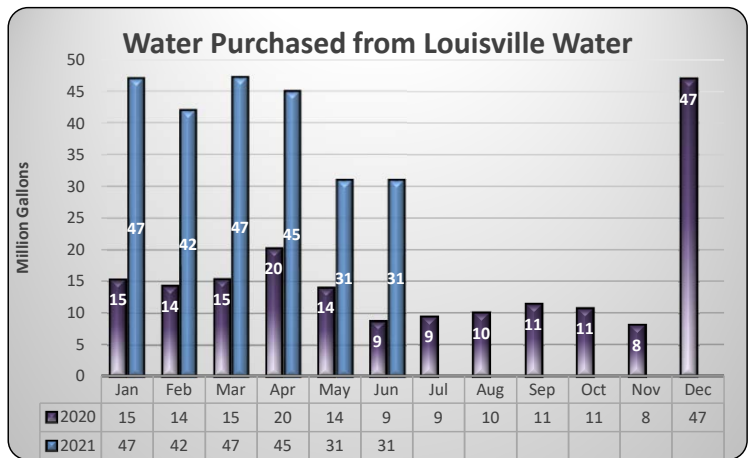 Water Purchased from Louisville Water
Million Gallons
50
45
40
35
30
25
20
15
10
5
0
15 47 14 42 15 47 20 45 14 31 9 31 9 10 11 11 8 47
Jan Feb Mar Apr May Jun Jul Aug Sep Oct Nov Dec
2020 15 14 15 20 14 9 9 10 11 11 8 47
2021 47 42 47 45 31 31